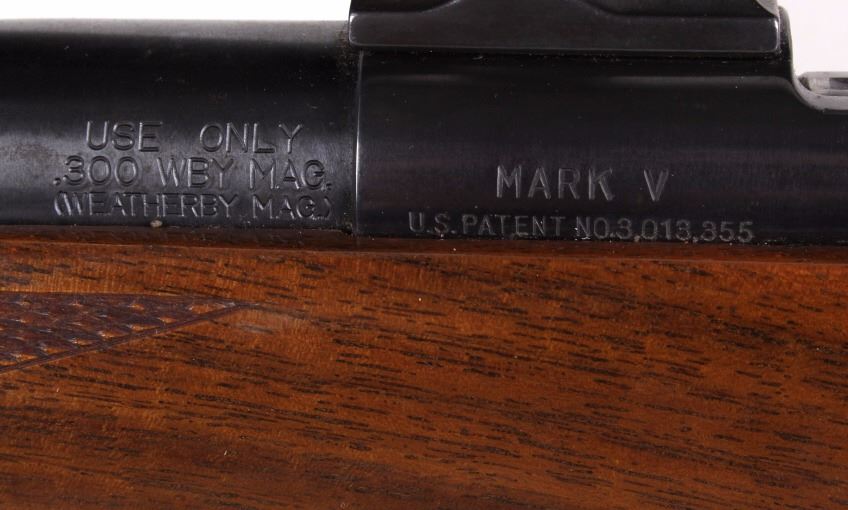 USE ONLY
.300 WBY MAG.
(WEATHERBY MAG.)
MARK V
U.S. PATENT NO.3,013,355